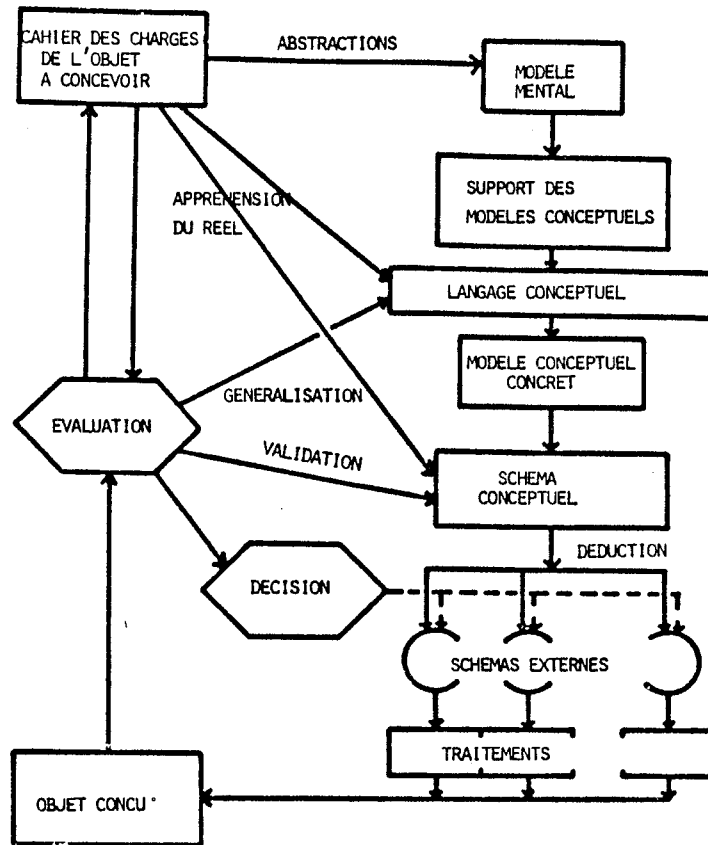 CAHIER DES CHARGES
DE L'OBJET
A CONCEVOIR
ABSTRACTIONS
MODELE
MENTAL
APPREHENSION
DU REEL
SUPPORT DES
MODELES CONCEPTUELS
LANGAGE CONCEPTUEL
MODELE CONCEPTUEL
CONCRET
GENERALISATION
EVALUATION
VALIDATION
SCHEMA
CONCEPTUEL
DEDUCTION
DECISION
SCHEMAS EXTERNES
TRAITEMENTS
OBJET CONCU